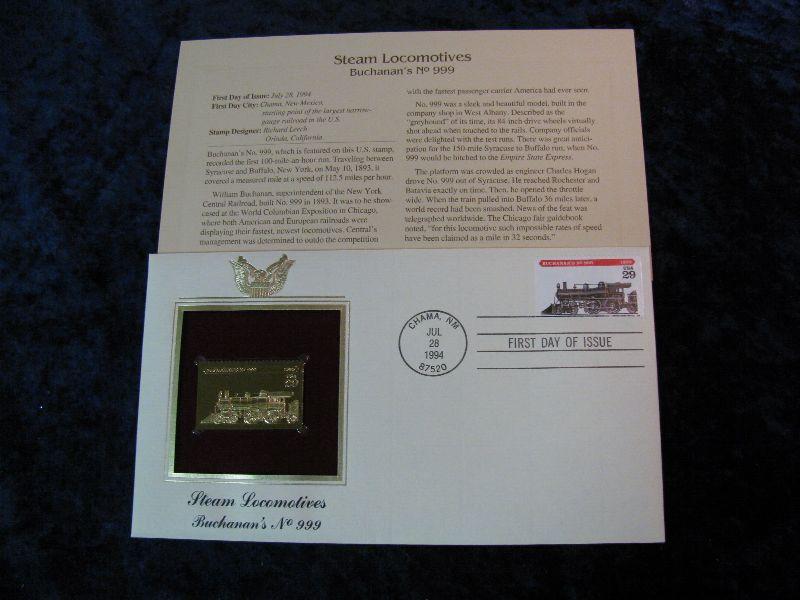 Steam Locomotives
Buchanan's Nº 999
First Day of Issue: July 28, 1994
First Day City: Chama, New Mexico,
starting point of the largest narrow-
gauge railroad in the U.S.
Stamp Designer: Richard Leech
Orinda, California
Buchanan's No. 999, which is featured on this U.S. stamp,
recorded the first 100-mile-an-hour run. Traveling between
Syracuse and Buffalo, New York, on May 10, 1893, it
covered a measured mile at a speed of 112.5 miles per hour.
William Buchanan, superintendent of the New York
Central Railroad, built No. 999 in 1893. It was to be show-
cased at the World Columbian Exposition in Chicago,
where both American and European railroads were
displaying their fastest, newest locomotives. Central's
management was determined to outdo the competition
with the fastest passenger carrier America had ever seen.
No. 999 was a sleek and beautiful model, built in the
company shop in West Albany. Described as the
"greyhound" of its time, its 84 inch drive wheels virtually
shot ahead when touched to the rails. Company officials
were delighted with the test runs. There was great antici-
pation for the 150-mile Syracuse to Buffalo run, when No.
999 would be hitched to the Empire State Express.
The platform was crowded as engineer Charles Hogan
drove No. 999 out of Syracuse. He reached Rochester and
Batavia exactly on time. Then, he opened the throttle
wide. When the train pulled into Buffalo 36 miles later, a
world record had been smashed. News of the feat was
telegraphed worldwide. The Chicago fair guidebook
noted, "for this locomotive such impossible rates of speed
have been claimed as a mile in 32 seconds."
BUCHANAN'S Nº 999 1893
USA
29
CHAMA, NM
JUL
28
1994
87520
FIRST DAY OF ISSUE
USA
29
Steam Locomotives
Buchanan's Nº 999